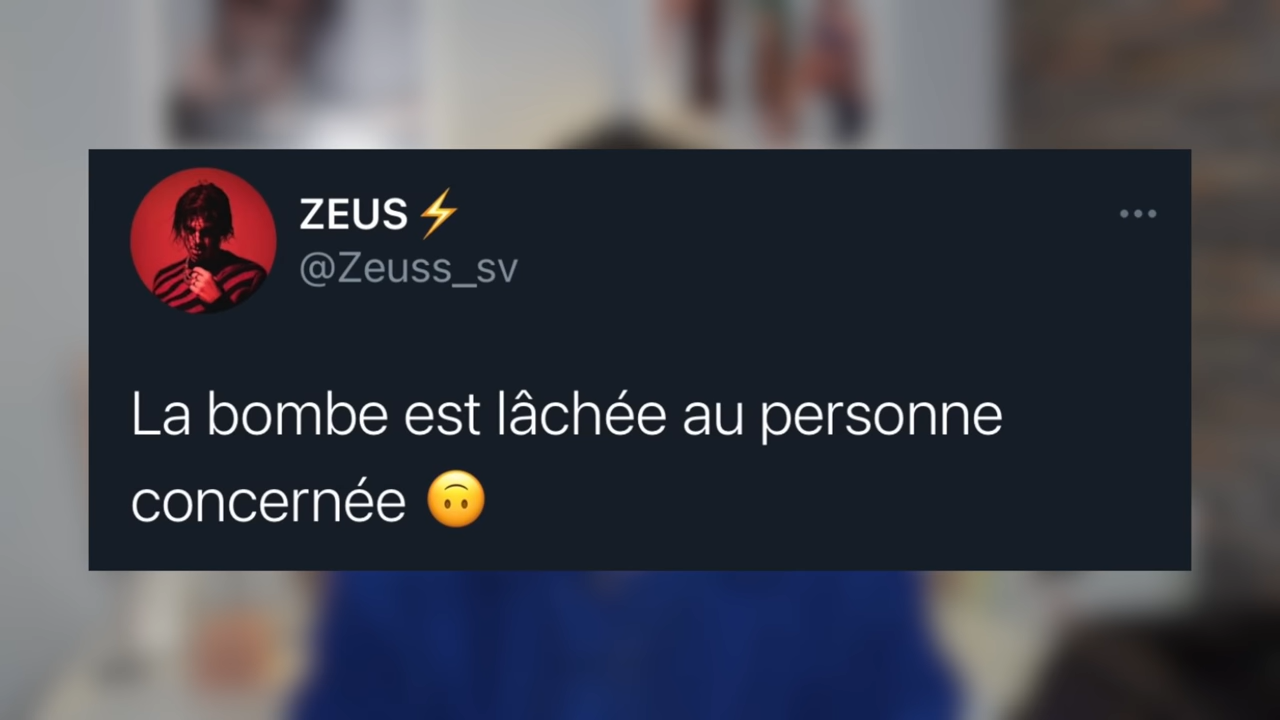 ZEUS ⚡
@Zeuss_sv
La bombe est lâchée au personne
concernée 🙃